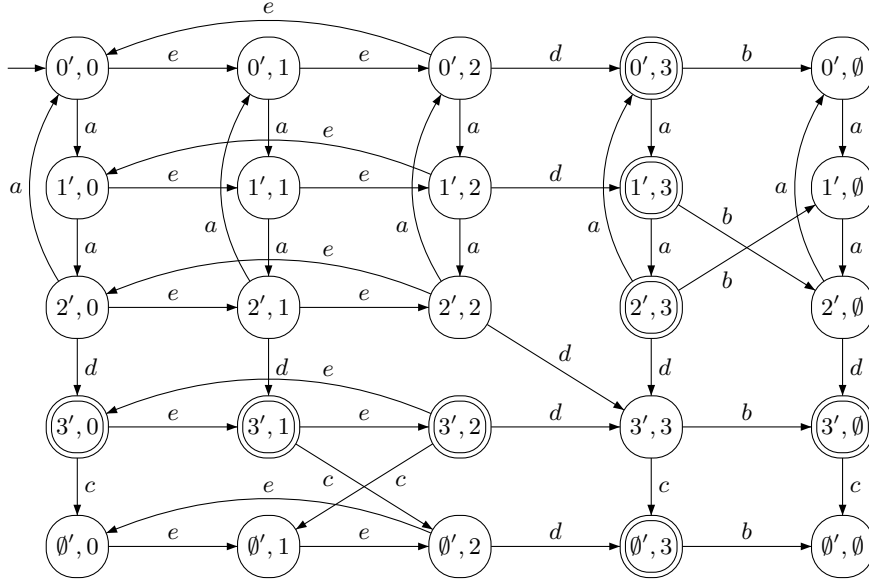 e
0′, 0 e 0′, 1 e 0′, 2 d 0′, 3 b 0′, ∅
a a e a a a
1′, 0 e 1′, 1 e 1′, 2 d 1′, 3 1′, ∅
a a a a a b a
a a e a a b a
2′, 0 e 2′, 1 e 2′, 2 2′, 3 2′, ∅
d d e d d d
3′, 0 e 3′, 1 e 3′, 2 d 3′, 3 b 3′, ∅
c e c c c c
∅′, 0 e ∅′, 1 e ∅′, 2 d ∅′, 3 b ∅′, ∅